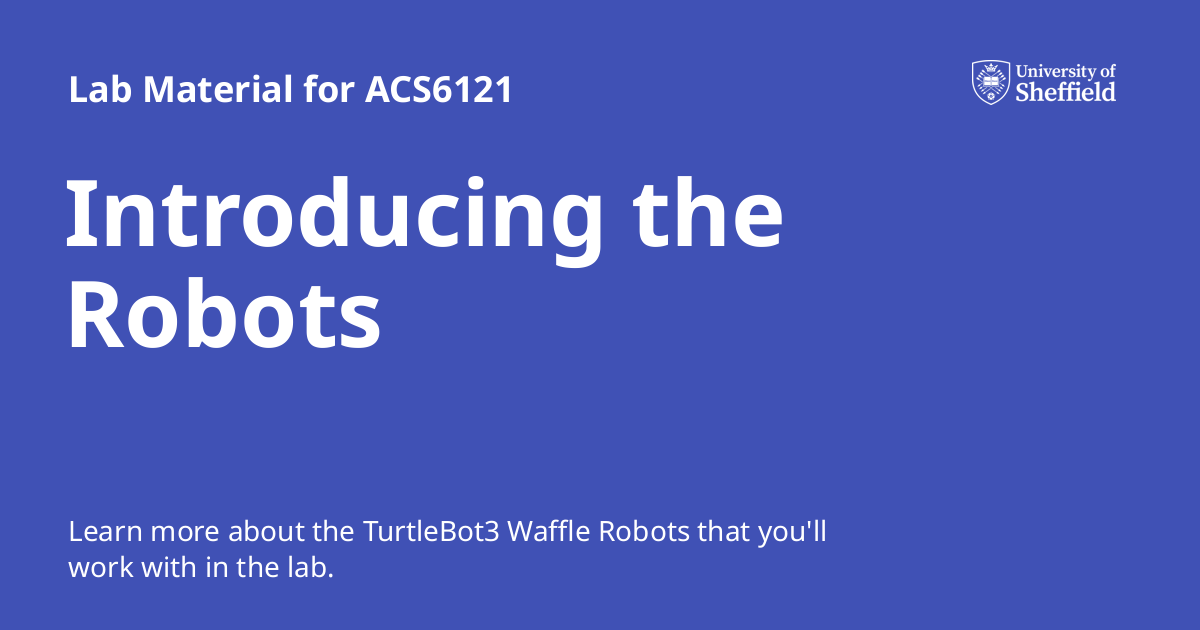 Lab Material for ACS6121
University of
Sheffield
Introducing the
Robots
Learn more about the TurtleBot3 Waffle Robots that you'll
work with in the lab.